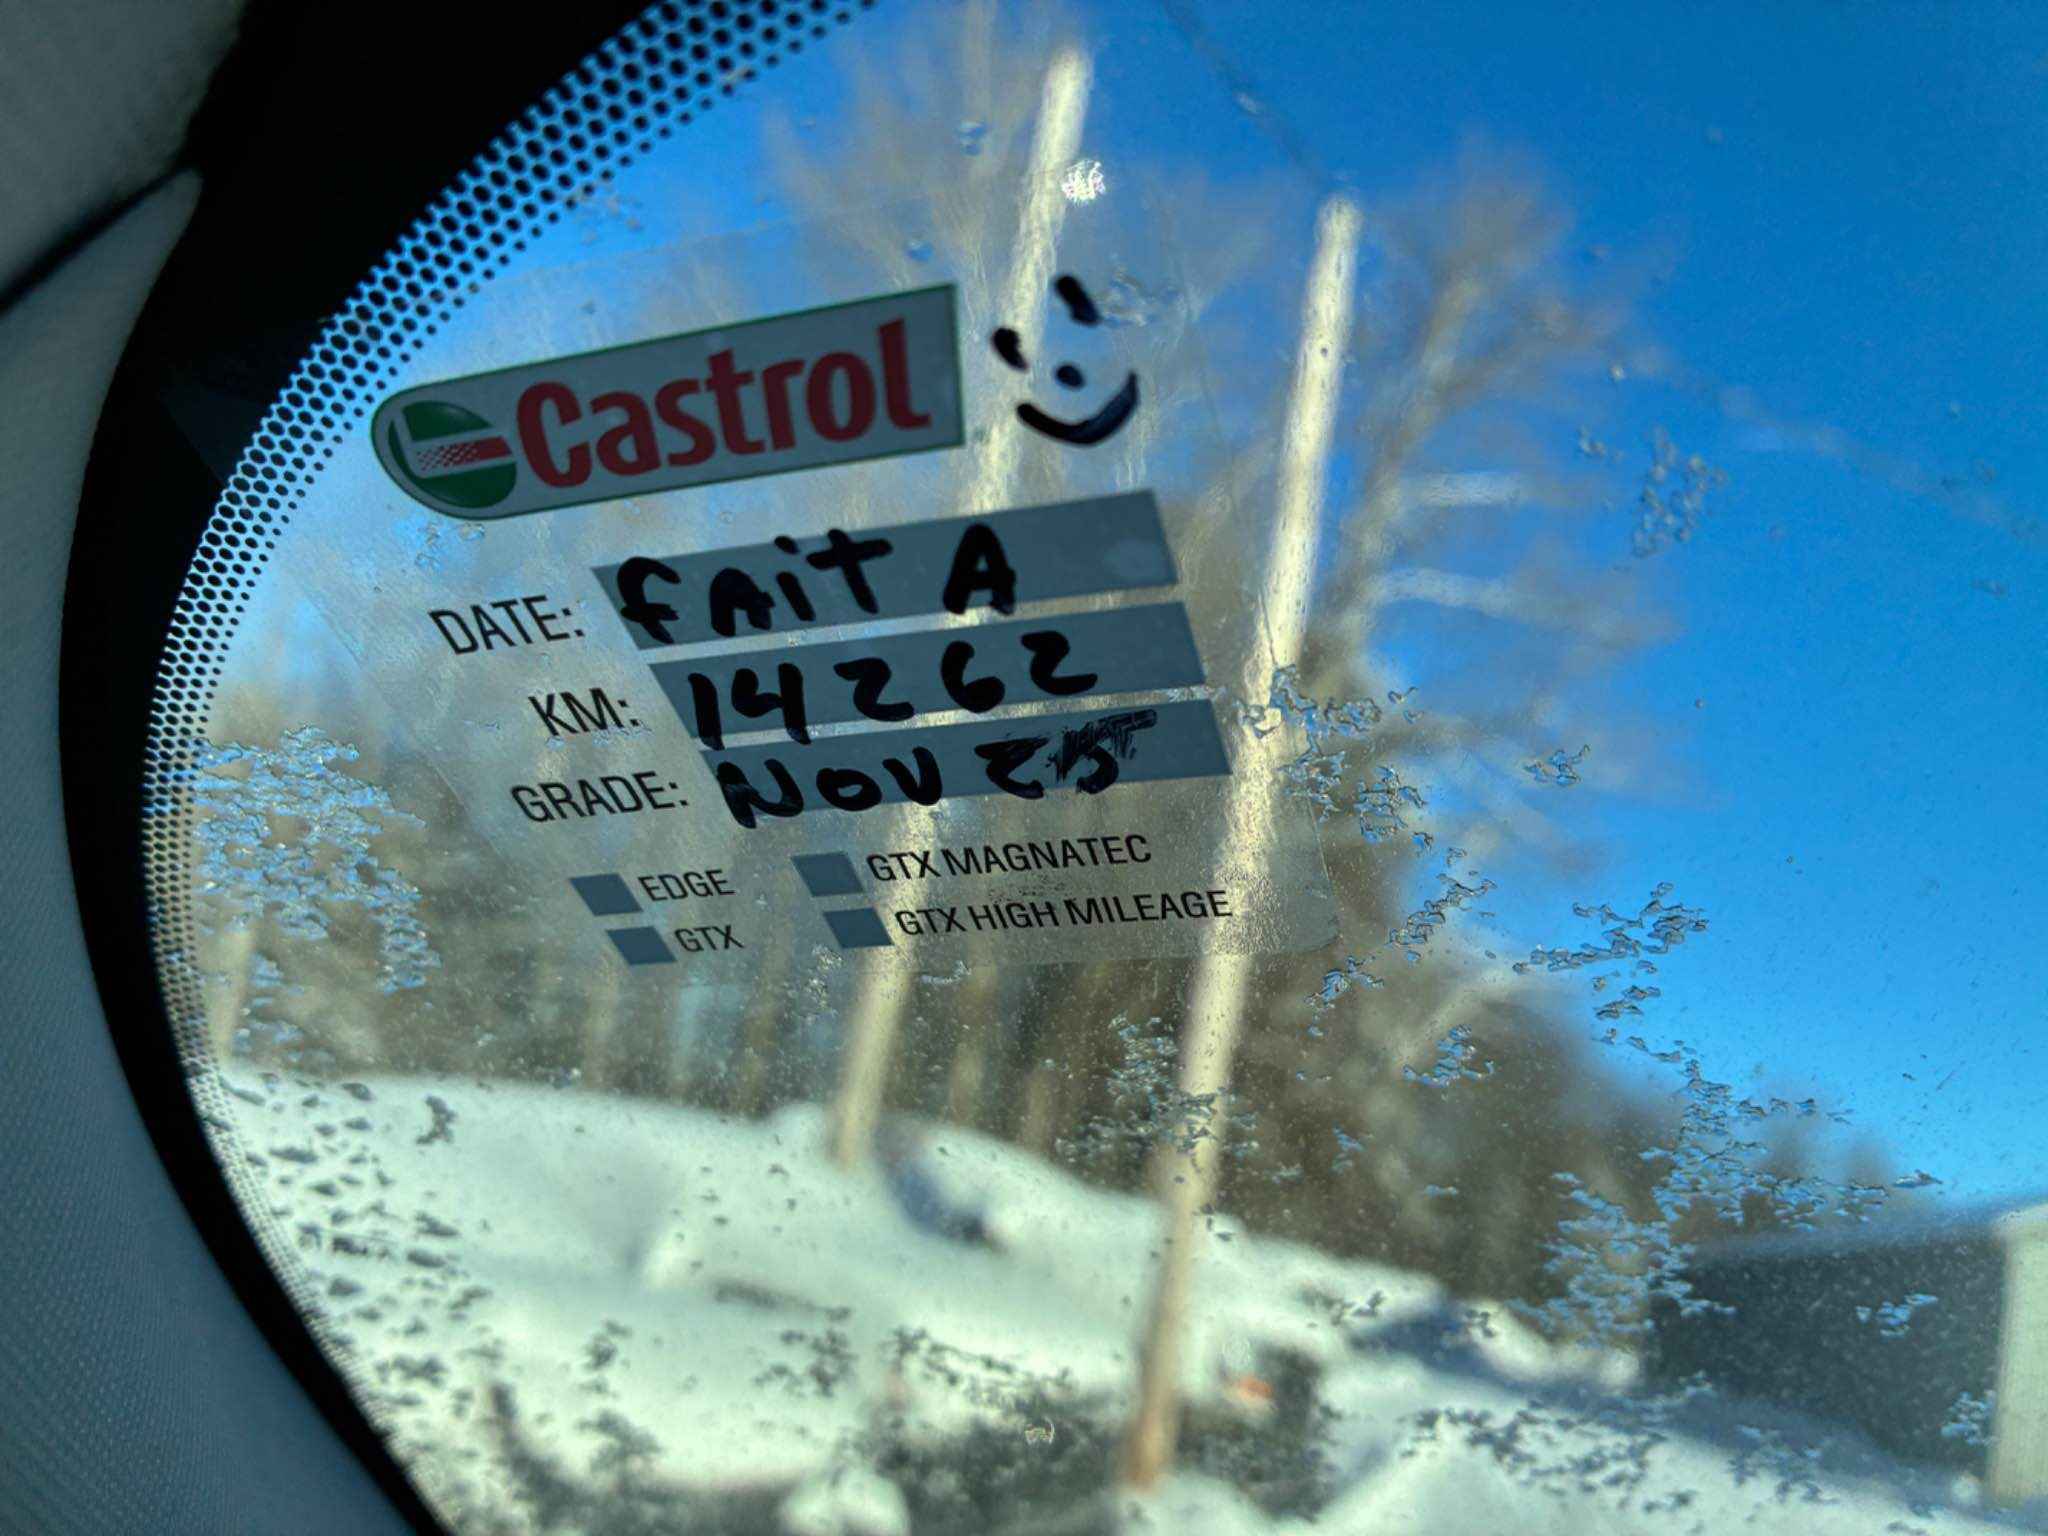 Castrol
DATE: FAiT A
KM: 14262
GRADE: NOV 25
EDGE
GTX MAGNATEC
GTX
GTX HIGH MILEAGE